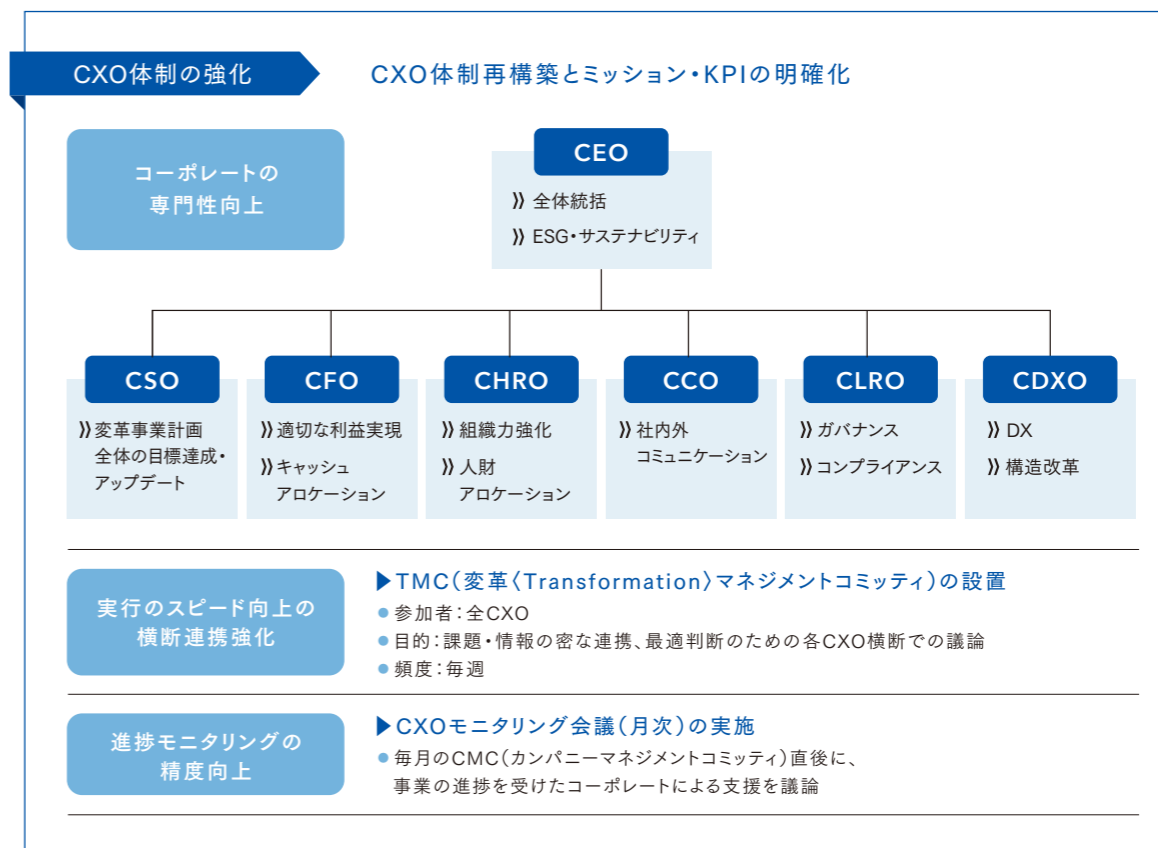 CXO体制の強化
CXO体制再構築とミッション・KPIの明確化
コーポレートの
専門性向上
CEO
》全体統括
》ESG・サステナビリティ
CSO
》変革事業計画
全体の目標達成・
アップデート
CFO
》適切な利益実現
》キャッシュ
アロケーション
CHRO
》組織力強化
》人財
アロケーション
CCO
》社内外
コミュニケーション
CLRO
》ガバナンス
》コンプライアンス
CDXO
》DX
》構造改革
実行のスピード向上の
横断連携強化
▶TMC(変革〈Transformation〉マネジメントコミッティ)の設置
●参加者:全CXO
●目的:課題・情報の密な連携、最適判断のための各CXO横断での議論
●頻度:毎週
進捗モニタリングの
精度向上
▶CXOモニタリング会議(月次)の実施
●毎月のCMC(カンパニーマネジメントコミッティ)直後に、
事業の進捗を受けたコーポレートによる支援を議論